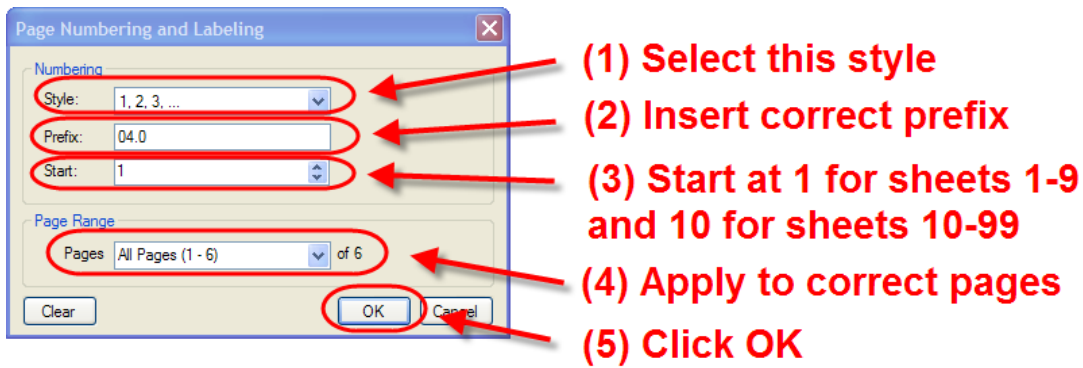 Page Numbering and Labeling
Numbering
Style: 1, 2, 3, ...
Prefix: 04.0
Start: 1
Page Range
Pages All Pages (1 - 6) of 6
Clear OK Cancel
(1) Select this style
(2) Insert correct prefix
(3) Start at 1 for sheets 1-9
and 10 for sheets 10-99
(4) Apply to correct pages
(5) Click OK